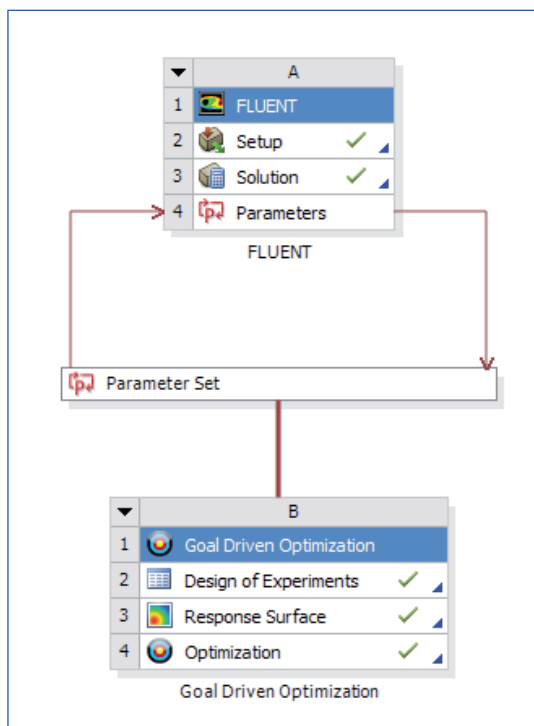 A
1 FLUENT
2 Setup
3 Solution
4 Parameters
FLUENT
Parameter Set
B
1 Goal Driven Optimization
2 Design of Experiments
3 Response Surface
4 Optimization
Goal Driven Optimization